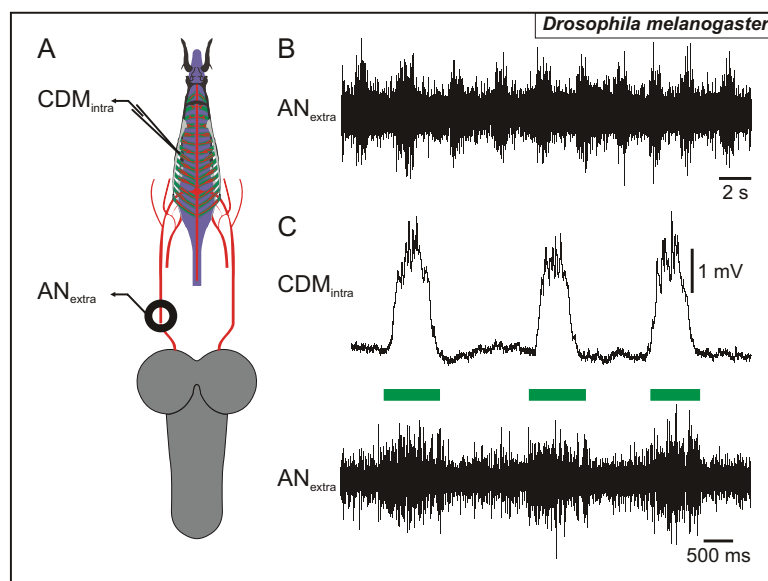 Drosophila melanogaster
A
CDMintra
ANextra
B
ANextra
2 s
C
CDMintra
1 mV
ANextra
500 ms